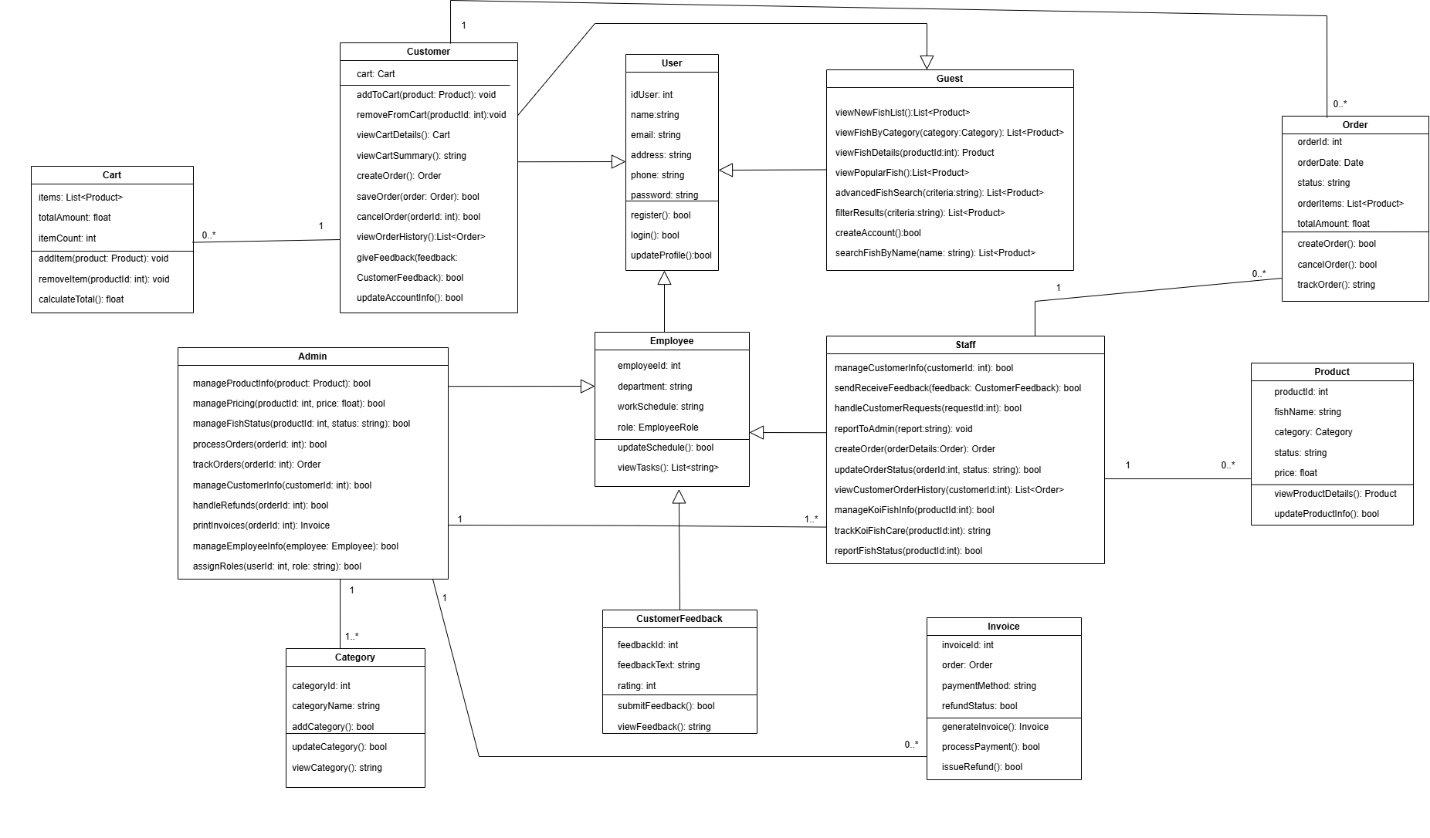 1
Customer
cart: Cart
addToCart(product: Product): void
removeFromCart(productId: int):void
viewCartDetails(): Cart
viewCartSummary(): string
createOrder(): Order
saveOrder(order: Order): bool
cancelOrder(orderId: int): bool
viewOrderHistory():List<Order>
giveFeedback(feedback:
CustomerFeedback): bool
updateAccountInfo(): bool
User
idUser: int
name:string
email: string
address: string
phone: string
password: string
register(): bool
login(): bool
updateProfile():bool
Guest
viewNewFishList():List<Product>
viewFishByCategory(category:Category): List<Product>
viewFishDetails(productId:int): Product
viewPopularFish():List<Product>
advancedFishSearch(criteria:string): List<Product>
filterResults(criteria:string): List<Product>
createAccount():bool
searchFishByName(name: string): List<Product>
0..*
Order
orderId: int
orderDate: Date
status: string
orderItems: List<Product>
totalAmount: float
createOrder(): bool
cancelOrder(): bool
trackOrder(): string
Cart
items: List<Product>
totalAmount: float
itemCount: int
addItem(product: Product): void
removeItem(productId: int): void
calculateTotal(): float
0..*
1
1
0..*
Admin
manageProductInfo(product: Product): bool
managePricing(productId: int, price: float): bool
manageFishStatus(productId: int, status: string): bool
processOrders(orderId: int): bool
trackOrders(orderId: int): Order
manageCustomerInfo(customerId: int): bool
handleRefunds(orderId: int): bool
printInvoices(orderId: int): Invoice
manageEmployeeInfo(employee: Employee): bool
assignRoles(userId: int, role: string): bool
Employee
employeeId: int
department: string
workSchedule: string
role: EmployeeRole
updateSchedule(): bool
viewTasks(): List<string>
Staff
manageCustomerInfo(customerId: int): bool
sendReceiveFeedback(feedback: CustomerFeedback): bool
handleCustomerRequests(requestId:int): bool
reportToAdmin(report:string): void
createOrder(orderDetails:Order): Order
updateOrderStatus(orderId:int, status: string): bool
viewCustomerOrderHistory(customerId:int): List<Order>
manageKoiFishInfo(productId:int): bool
trackKoiFishCare(productId:int): string
reportFishStatus(productId:int): bool
1
0..*
Product
productId: int
fishName: string
category: Category
status: string
price: float
viewProductDetails(): Product
updateProductInfo(): bool
1
1..*
1
1
1..*
Category
categoryId: int
categoryName: string
addCategory(): bool
updateCategory(): bool
viewCategory(): string
CustomerFeedback
feedbackId: int
feedbackText: string
rating: int
submitFeedback(): bool
viewFeedback(): string
0..*
Invoice
invoiceId: int
order: Order
paymentMethod: string
refundStatus: bool
generateInvoice(): Invoice
processPayment(): bool
issueRefund(): bool